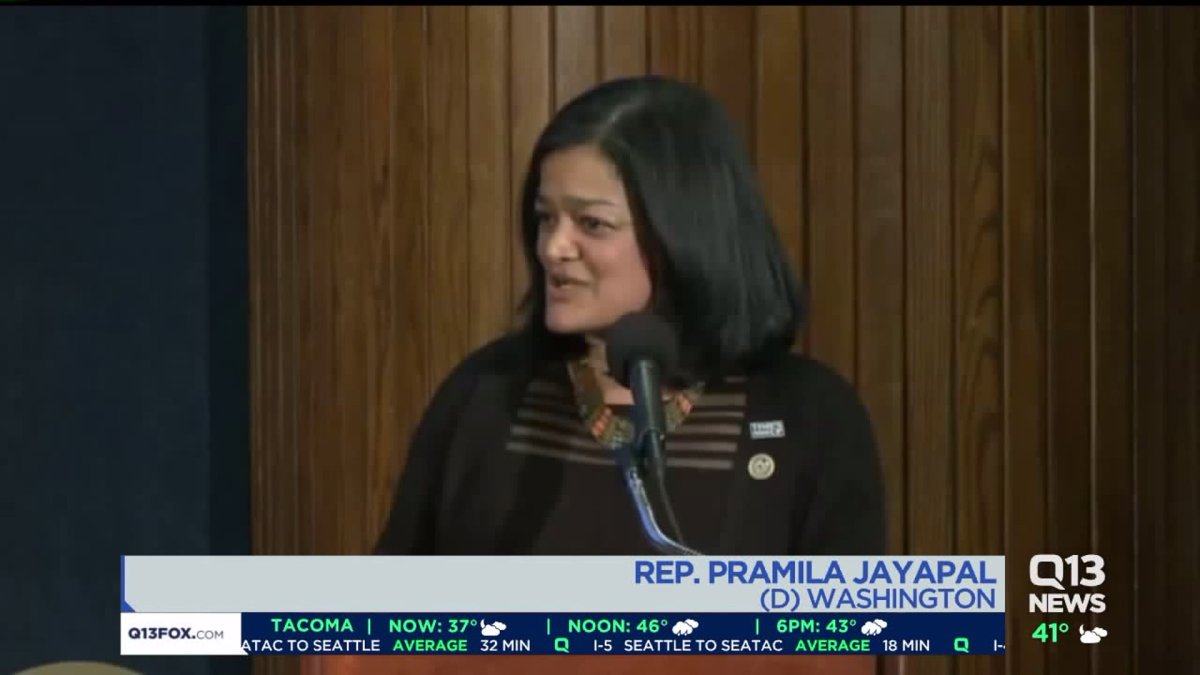 REP. PRAMILA JAYAPAL
(D) WASHINGTON
Q13
NEWS
41°
Q13FOX.COM
TACOMA | NOW: 37° | NOON: 46° | 6PM: 43°
ATAC TO SEATTLE AVERAGE 32 MIN Q I-5 SEATTLE TO SEATAC AVERAGE 18 MIN Q I-